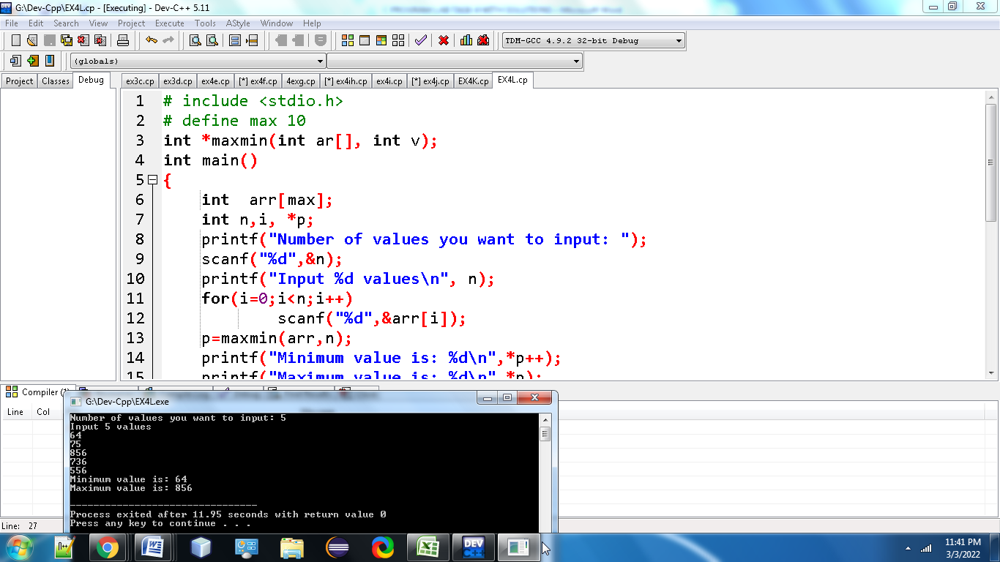 G:\Dev-Cpp\EX4L.cp - [Executing] - Dev-C++ 5.11
File Edit Search View Project Execute Tools AStyle Window Help
TDM-GCC 4.9.2 32-bit Debug
(globals)
Project Classes Debug
ex3c.cp ex3d.cp ex4e.cp [*] ex4f.cp 4exg.cp [*] ex4ih.cp ex4i.cp [*] ex4j.cp EX4K.cp EX4L.cp
1 # include <stdio.h>
2 # define max 10
3 int *maxmin(int ar[], int v);
4 int main()
5 {
6 int  arr[max];
7 int n,i, *p;
8 printf("Number of values you want to input: ");
9 scanf("%d",&n);
10 printf("Input %d values\n", n);
11 for(i=0;i<n;i++)
12 scanf("%d",&arr[i]);
13 p=maxmin(arr,n);
14 printf("Minimum value is: %d\n",*p++);
15 printf("Maximum value is: %d\n",*p);
Compiler
Line Col
G:\Dev-Cpp\EX4L.exe
Number of values you want to input: 5
Input 5 values
64
75
856
736
556
Minimum value is: 64
Maximum value is: 856
--------------------------------
Process exited after 11.95 seconds with return value 0
Press any key to continue . . .
Line: 27
DEV
C++
11:41 PM
3/3/2022